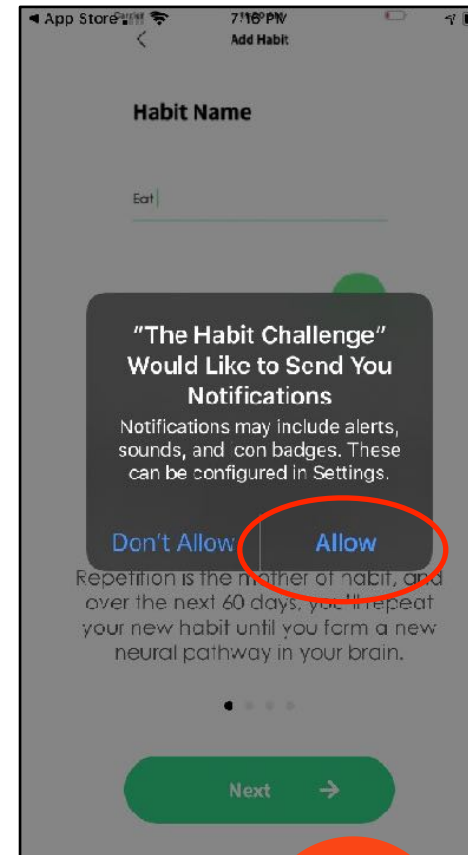 App Store
Add Habit
Habit Name
Eat
"The Habit Challenge"
Would Like to Send You
Notifications
Notifications may include alerts,
sounds, and icon badges. These
can be configured in Settings.
Don't Allow
Allow
Repetition is the mother of habit, and
over the next 60 days, you'll repeat
your new habit until you form a new
neural pathway in your brain.
Next